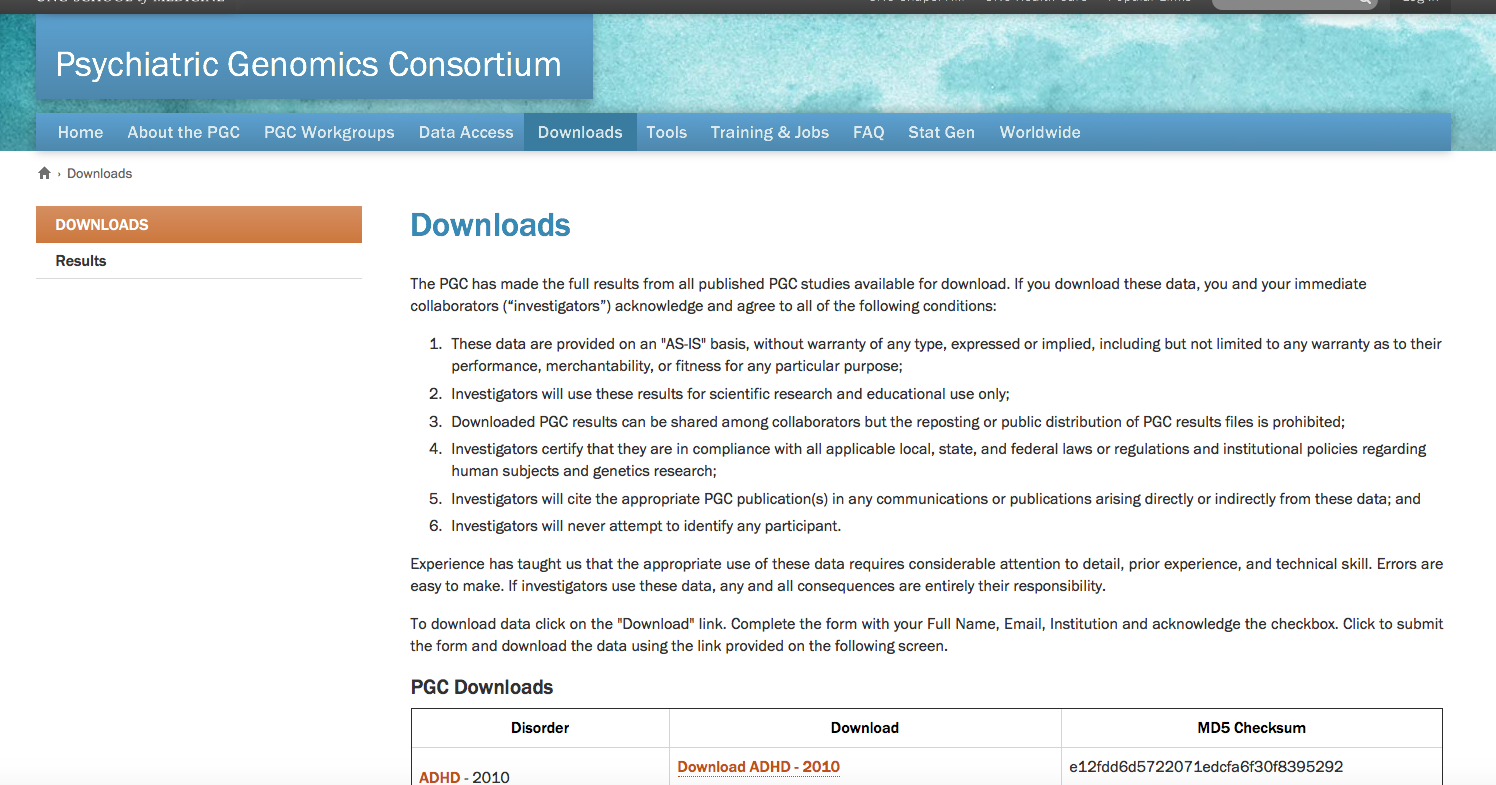 Psychiatric Genomics Consortium
Home About the PGC PGC Workgroups Data Access Downloads Tools Training & Jobs FAQ Stat Gen Worldwide
› Downloads
DOWNLOADS
Results
Downloads
The PGC has made the full results from all published PGC studies available for download. If you download these data, you and your immediate
collaborators (“investigators”) acknowledge and agree to all of the following conditions:
1. These data are provided on an "AS-IS" basis, without warranty of any type, expressed or implied, including but not limited to any warranty as to their
performance, merchantability, or fitness for any particular purpose;
2. Investigators will use these results for scientific research and educational use only;
3. Downloaded PGC results can be shared among collaborators but the reposting or public distribution of PGC results files is prohibited;
4. Investigators certify that they are in compliance with all applicable local, state, and federal laws or regulations and institutional policies regarding
human subjects and genetics research;
5. Investigators will cite the appropriate PGC publication(s) in any communications or publications arising directly or indirectly from these data; and
6. Investigators will never attempt to identify any participant.
Experience has taught us that the appropriate use of these data requires considerable attention to detail, prior experience, and technical skill. Errors are
easy to make. If investigators use these data, any and all consequences are entirely their responsibility.
To download data click on the "Download" link. Complete the form with your Full Name, Email, Institution and acknowledge the checkbox. Click to submit
the form and download the data using the link provided on the following screen.
PGC Downloads
Disorder Download MD5 Checksum
Download ADHD - 2010 e12fdd6d5722071edcfa6f30f8395292
ADHD - 2010